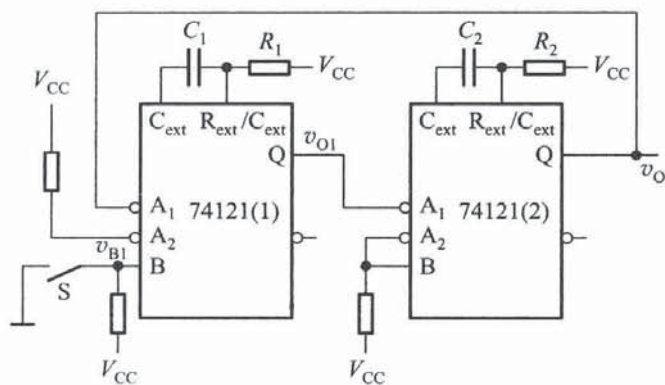 C1 R1 C2 R2
VCC VCC VCC
Cext Rext/Cext Cext Rext/Cext
vO1
Q Q
vO
A1 74121(1) A1 74121(2)
A2 A2
vB1
B B
S
VCC VCC